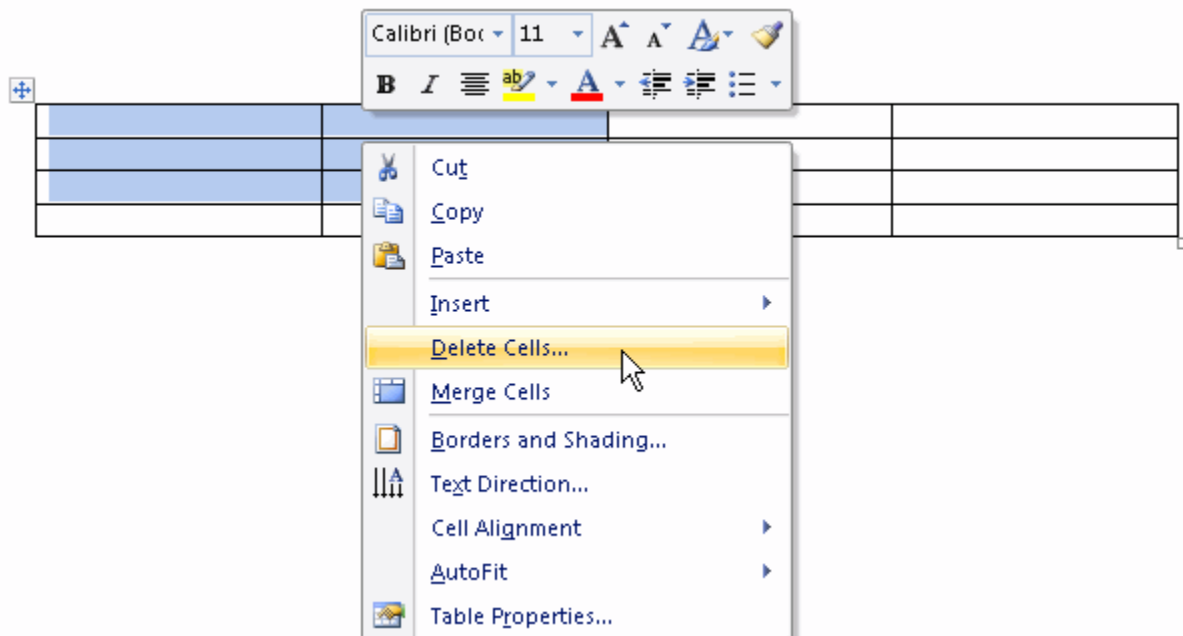 Calibri (Boc 11 A A A
B I ab A
Cut
Copy
Paste
Insert
Delete Cells...
Merge Cells
Borders and Shading...
A
Text Direction...
Cell Alignment
AutoFit
Table Properties...